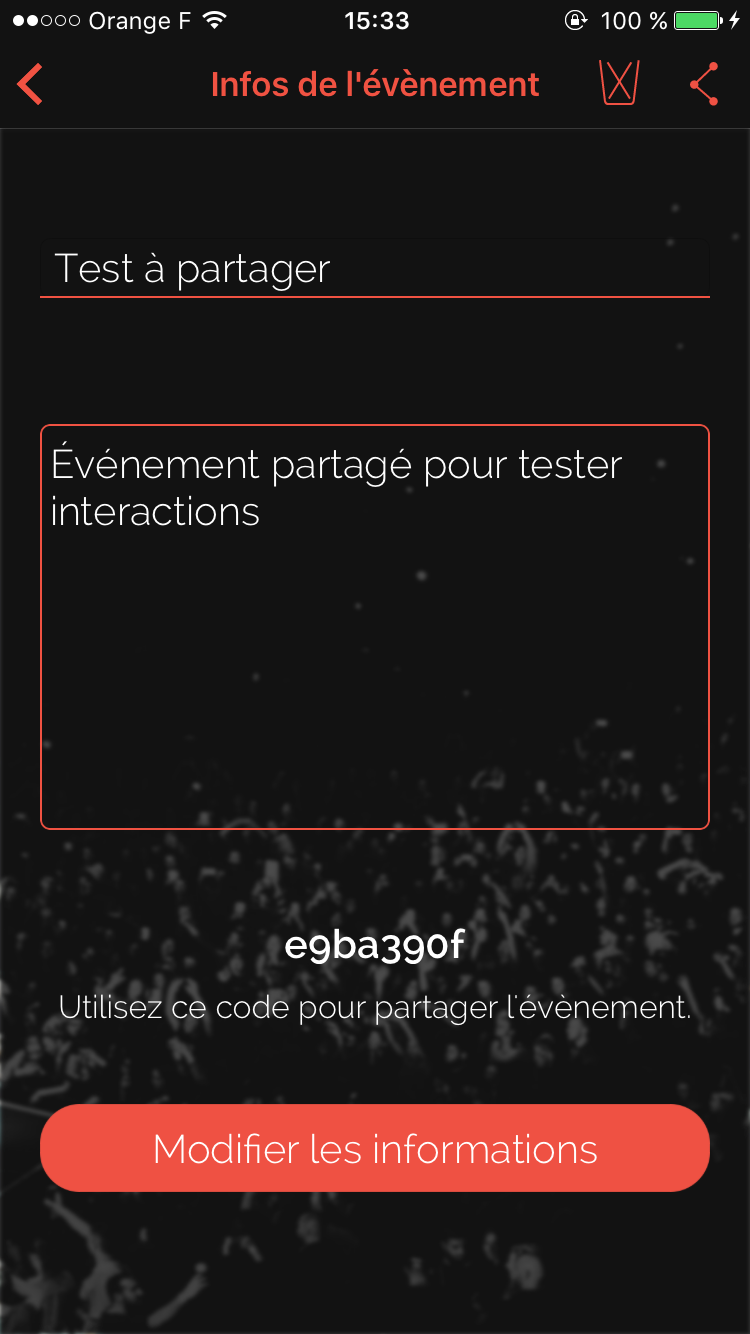 Orange F 15:33 100 %
Infos de l'évènement
Test à partager
Événement partagé pour tester
interactions
e9ba390f
Utilisez ce code pour partager l'évènement.
Modifier les informations